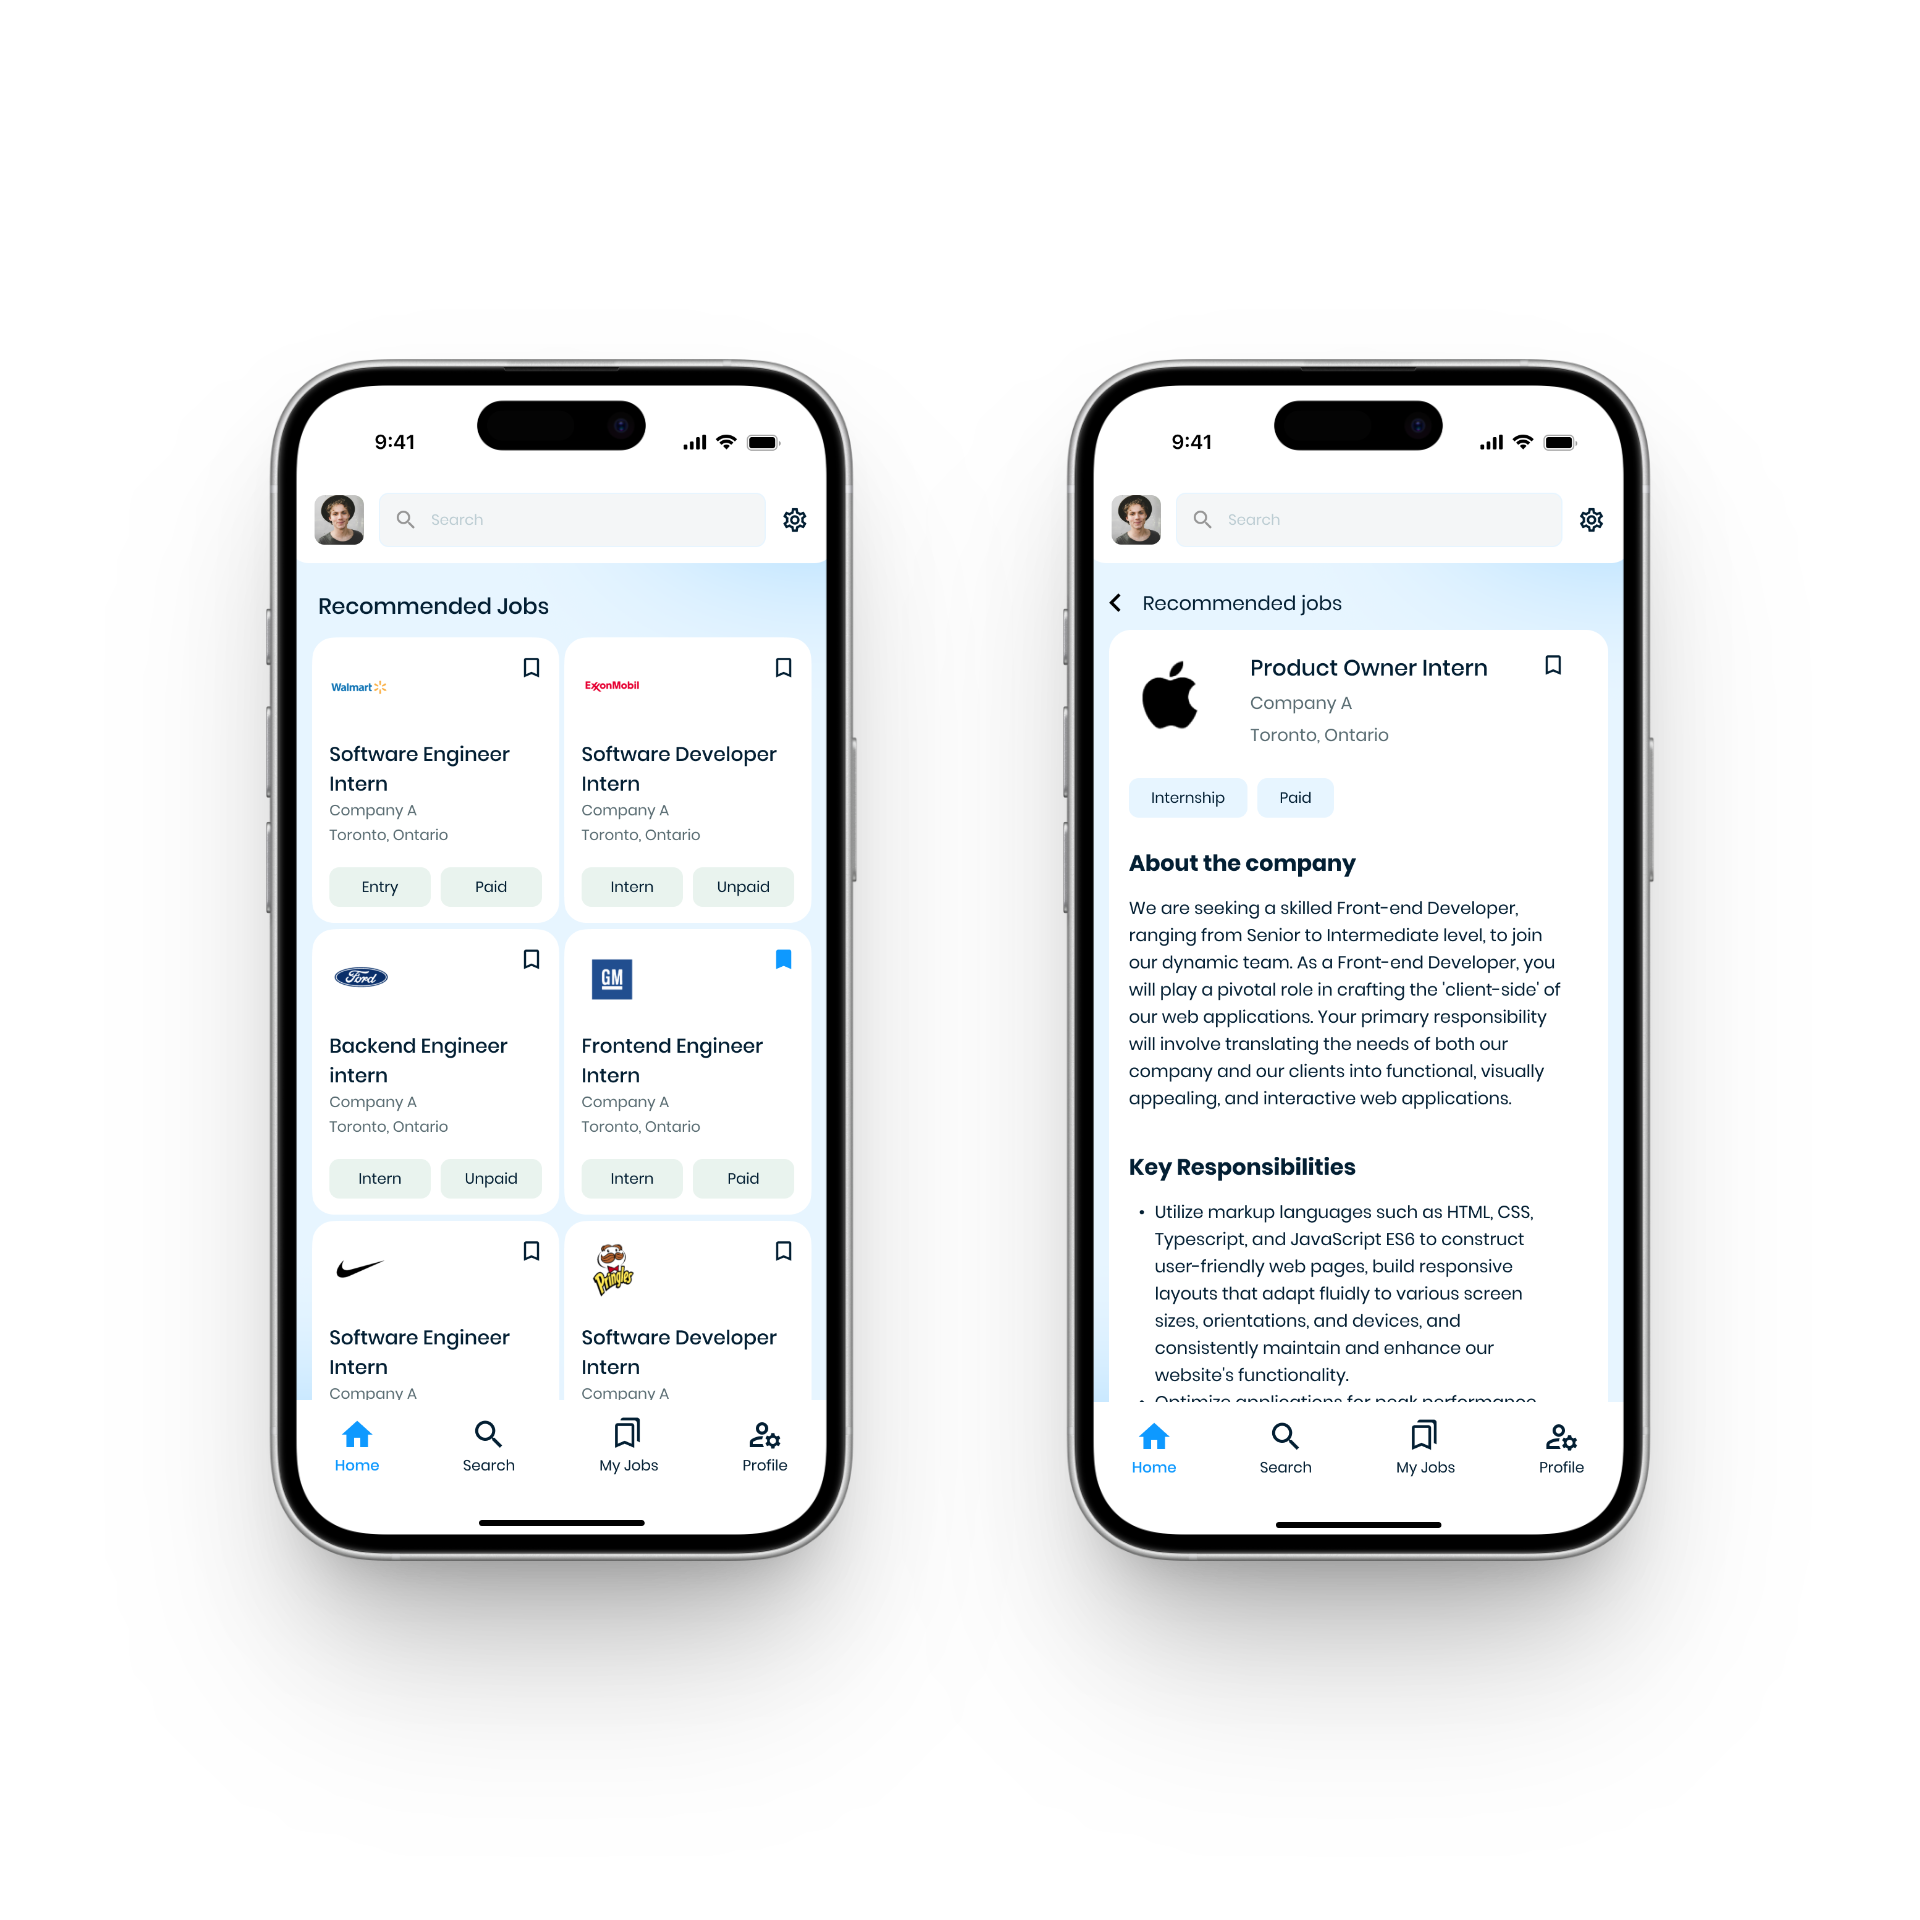 9:41
Search
Recommended Jobs
Walmart
ExxonMobil
Software Engineer
Intern
Company A
Toronto, Ontario
Entry
Paid
Software Developer
Intern
Company A
Toronto, Ontario
Intern
Unpaid
Ford
GM
Backend Engineer
intern
Company A
Toronto, Ontario
Intern
Unpaid
Frontend Engineer
Intern
Company A
Toronto, Ontario
Intern
Paid
Pringles
Software Engineer
Intern
Company A
Software Developer
Intern
Company A
Home
Search
My Jobs
Profile
9:41
Search
Recommended jobs
Product Owner Intern
Company A
Toronto, Ontario
Internship
Paid
About the company
We are seeking a skilled Front-end Developer,
ranging from Senior to Intermediate level, to join
our dynamic team. As a Front-end Developer, you
will play a pivotal role in crafting the 'client-side' of
our web applications. Your primary responsibility
will involve translating the needs of both our
company and our clients into functional, visually
appealing, and interactive web applications.
Key Responsibilities
• Utilize markup languages such as HTML, CSS,
Typescript, and JavaScript ES6 to construct
user-friendly web pages, build responsive
layouts that adapt fluidly to various screen
sizes, orientations, and devices, and
consistently maintain and enhance our
website's functionality.
• Optimize applications for peak performance
Home
Search
My Jobs
Profile